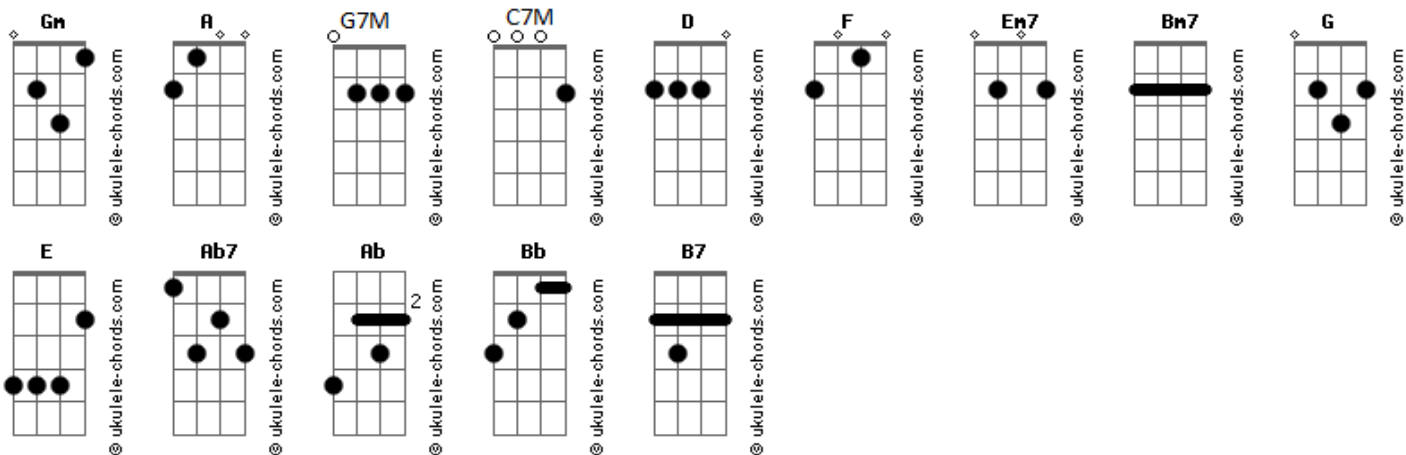 Gm A G7M C7M D F Em7 Bm7 G
© ukulele-chords.com © ukulele-chords.com © ukulele-chords.com © ukulele-chords.com © ukulele-chords.com © ukulele-chords.com © ukulele-chords.com © ukulele-chords.com © ukulele-chords.com
E Ab7 Ab Bb B7
2
© ukulele-chords.com © ukulele-chords.com © ukulele-chords.com © ukulele-chords.com © ukulele-chords.com